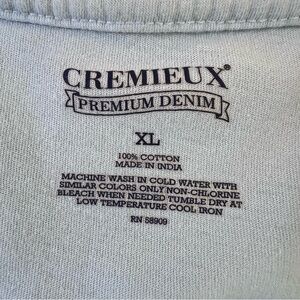 CREMIEUX®
PREMIUM DENIM
XL
100% COTTON
MADE IN INDIA
MACHINE WASH IN COLD WATER WITH
SIMILAR COLORS ONLY NON-CHLORINE
BLEACH WHEN NEEDED TUMBLE DRY AT
LOW TEMPERATURE COOL IRON
RN 58909